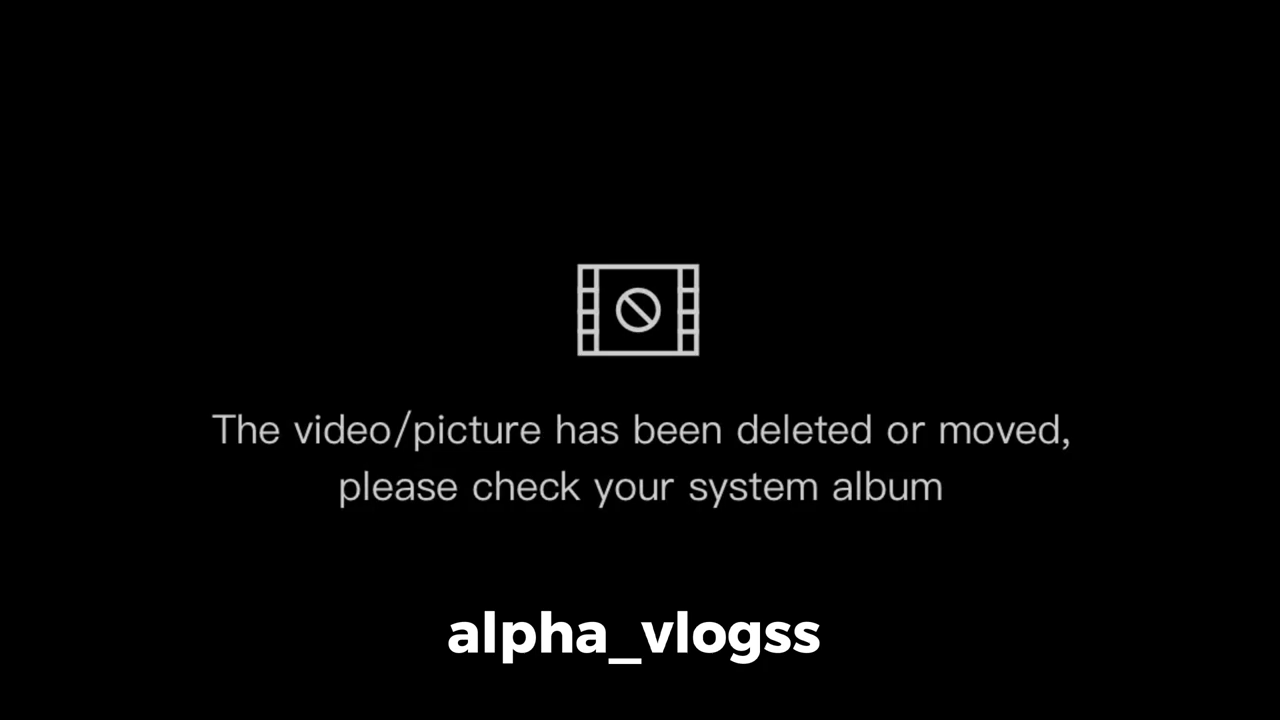 The video/picture has been deleted or moved,
please check your system album
alpha_vlogss